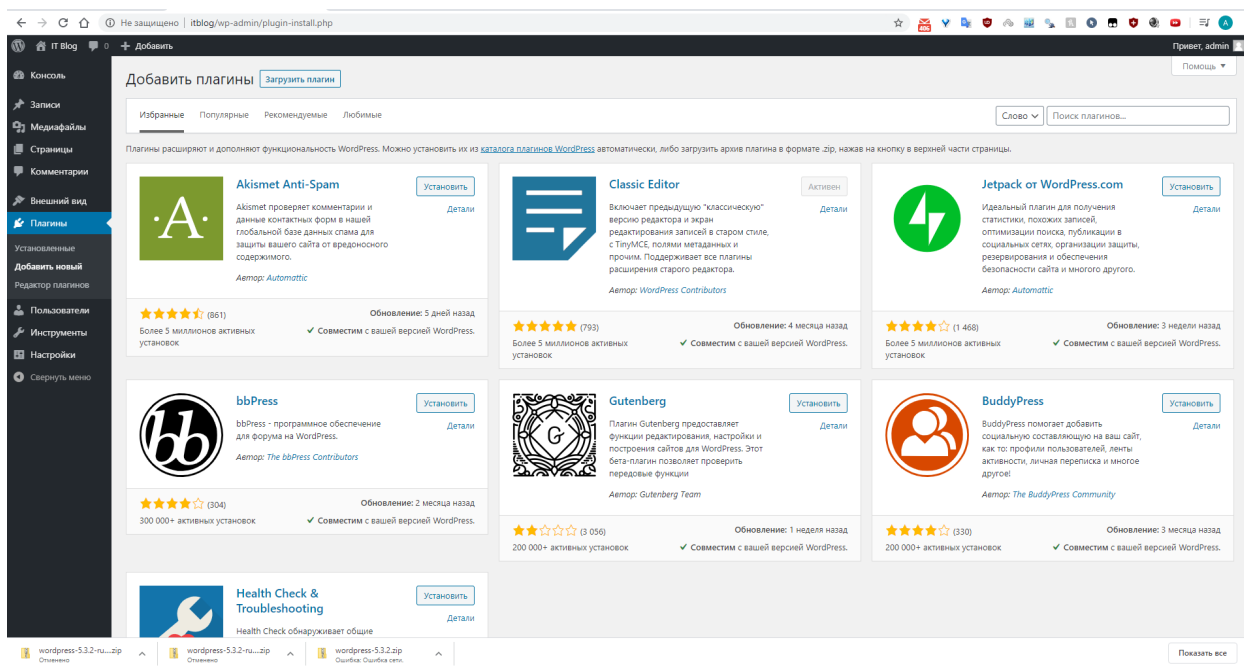 Не защищено | itblog/wp-admin/plugin-install.php
406
A
IT Blog 0 + Добавить
Привет, admin
Консоль
Записи
Медиафайлы
Страницы
Комментарии
Внешний вид
Плагины
Установленные
Добавить новый
Редактор плагинов
Пользователи
Инструменты
Настройки
Свернуть меню
Помощь
Добавить плагины Загрузить плагин
Избранные Популярные Рекомендуемые Любимые
Слово Поиск плагинов...
Плагины расширяют и дополняют функциональность WordPress. Можно установить их из каталога плагинов WordPress автоматически, либо загрузить архив плагина в формате .zip, нажав на кнопку в верхней части страницы.
·A·
Akismet Anti-Spam
Установить
Детали
Akismet проверяет комментарии и
данные контактных форм в нашей
глобальной базе данных спама для
защиты вашего сайта от вредоносного
содержимого.
Автор: Automattic
(861)
Более 5 миллионов активных
установок
Обновление: 5 дней назад
Совместим с вашей версией WordPress.
Classic Editor
Активен
Детали
Включает предыдущую "классическую"
версию редактора и экран
редактирования записей в старом стиле,
с TinyMCE, полями метаданных и
прочим. Поддерживает все плагины
расширения старого редактора.
Автор: WordPress Contributors
(793)
Более 5 миллионов активных
установок
Обновление: 4 месяца назад
Совместим с вашей версией WordPress.
Jetpack от WordPress.com
Установить
Детали
Идеальный плагин для получения
статистики, похожих записей,
оптимизации поиска, публикации в
социальных сетях, организации защиты,
резервирования и обеспечения
безопасности сайта и многого другого.
Автор: Automattic
(1 468)
Более 5 миллионов активных
установок
Обновление: 3 недели назад
Совместим с вашей версией WordPress.
bb
bbPress
Установить
Детали
bbPress - программное обеспечение
для форума на WordPress.
Автор: The bbPress Contributors
(304)
300 000+ активных установок
Обновление: 2 месяца назад
Совместим с вашей версией WordPress.
G
Gutenberg
Установить
Детали
Плагин Gutenberg предоставляет
функции редактирования, настройки и
построения сайтов для WordPress. Этот
бета-плагин позволяет проверить
передовые функции
Автор: Gutenberg Team
(3 056)
200 000+ активных установок
Обновление: 1 неделя назад
Совместим с вашей версией WordPress.
BuddyPress
Установить
Детали
BuddyPress помогает добавить
социальную составляющую на ваш сайт,
как то: профили пользователей, ленты
активности, личная переписка и многое
другое!
Автор: The BuddyPress Community
(330)
200 000+ активных установок
Обновление: 3 месяца назад
Совместим с вашей версией WordPress.
Health Check &
Troubleshooting
Установить
Детали
Health Check обнаруживает общие
wordpress-5.3.2-ru....zip
Отменено
wordpress-5.3.2-ru....zip
Отменено
wordpress-5.3.2.zip
Ошибка: Ошибка сети.
Показать все